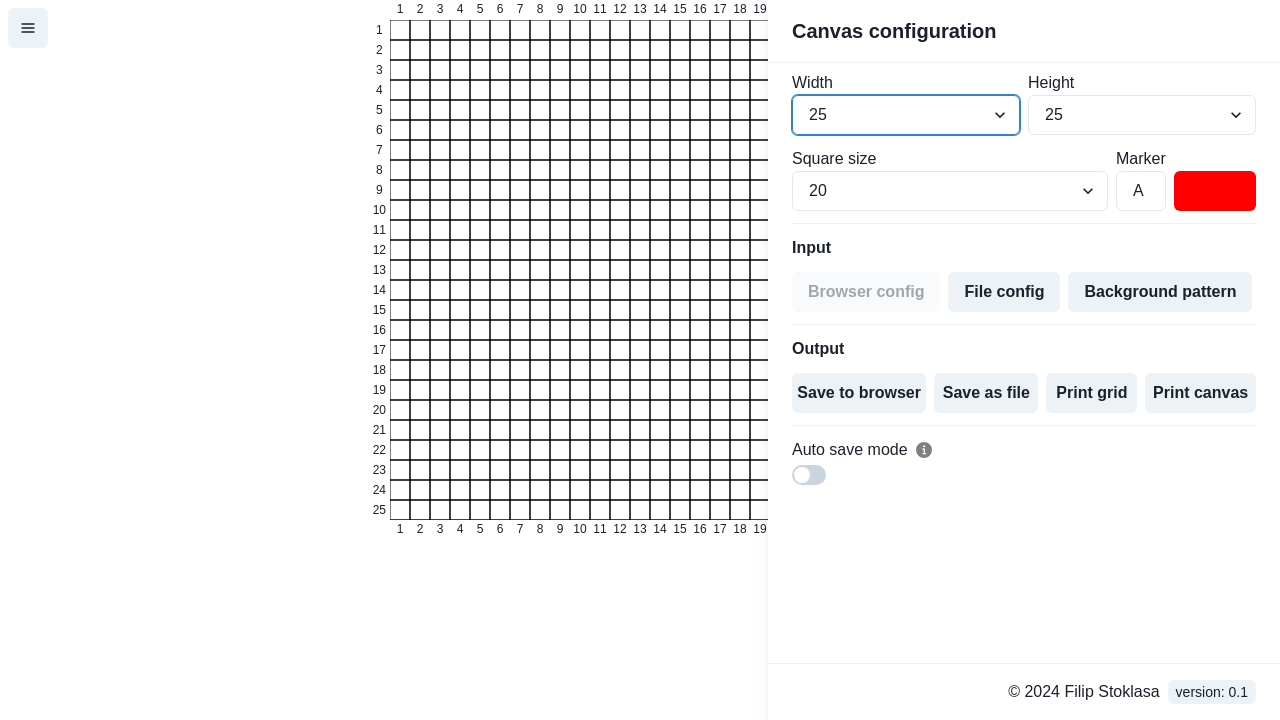 1 2 3 4 5 6 7 8 9 10 11 12 13 14 15 16 17 18 19
1
2
3
4
5
6
7
8
9
10
11
12
13
14
15
16
17
18
19
20
21
22
23
24
25
1 2 3 4 5 6 7 8 9 10 11 12 13 14 15 16 17 18 19
Canvas configuration
Width Height
25 25
Square size Marker
20 A
Input
Browser config File config Background pattern
Output
Save to browser Save as file Print grid Print canvas
Auto save mode
© 2024 Filip Stoklasa version: 0.1